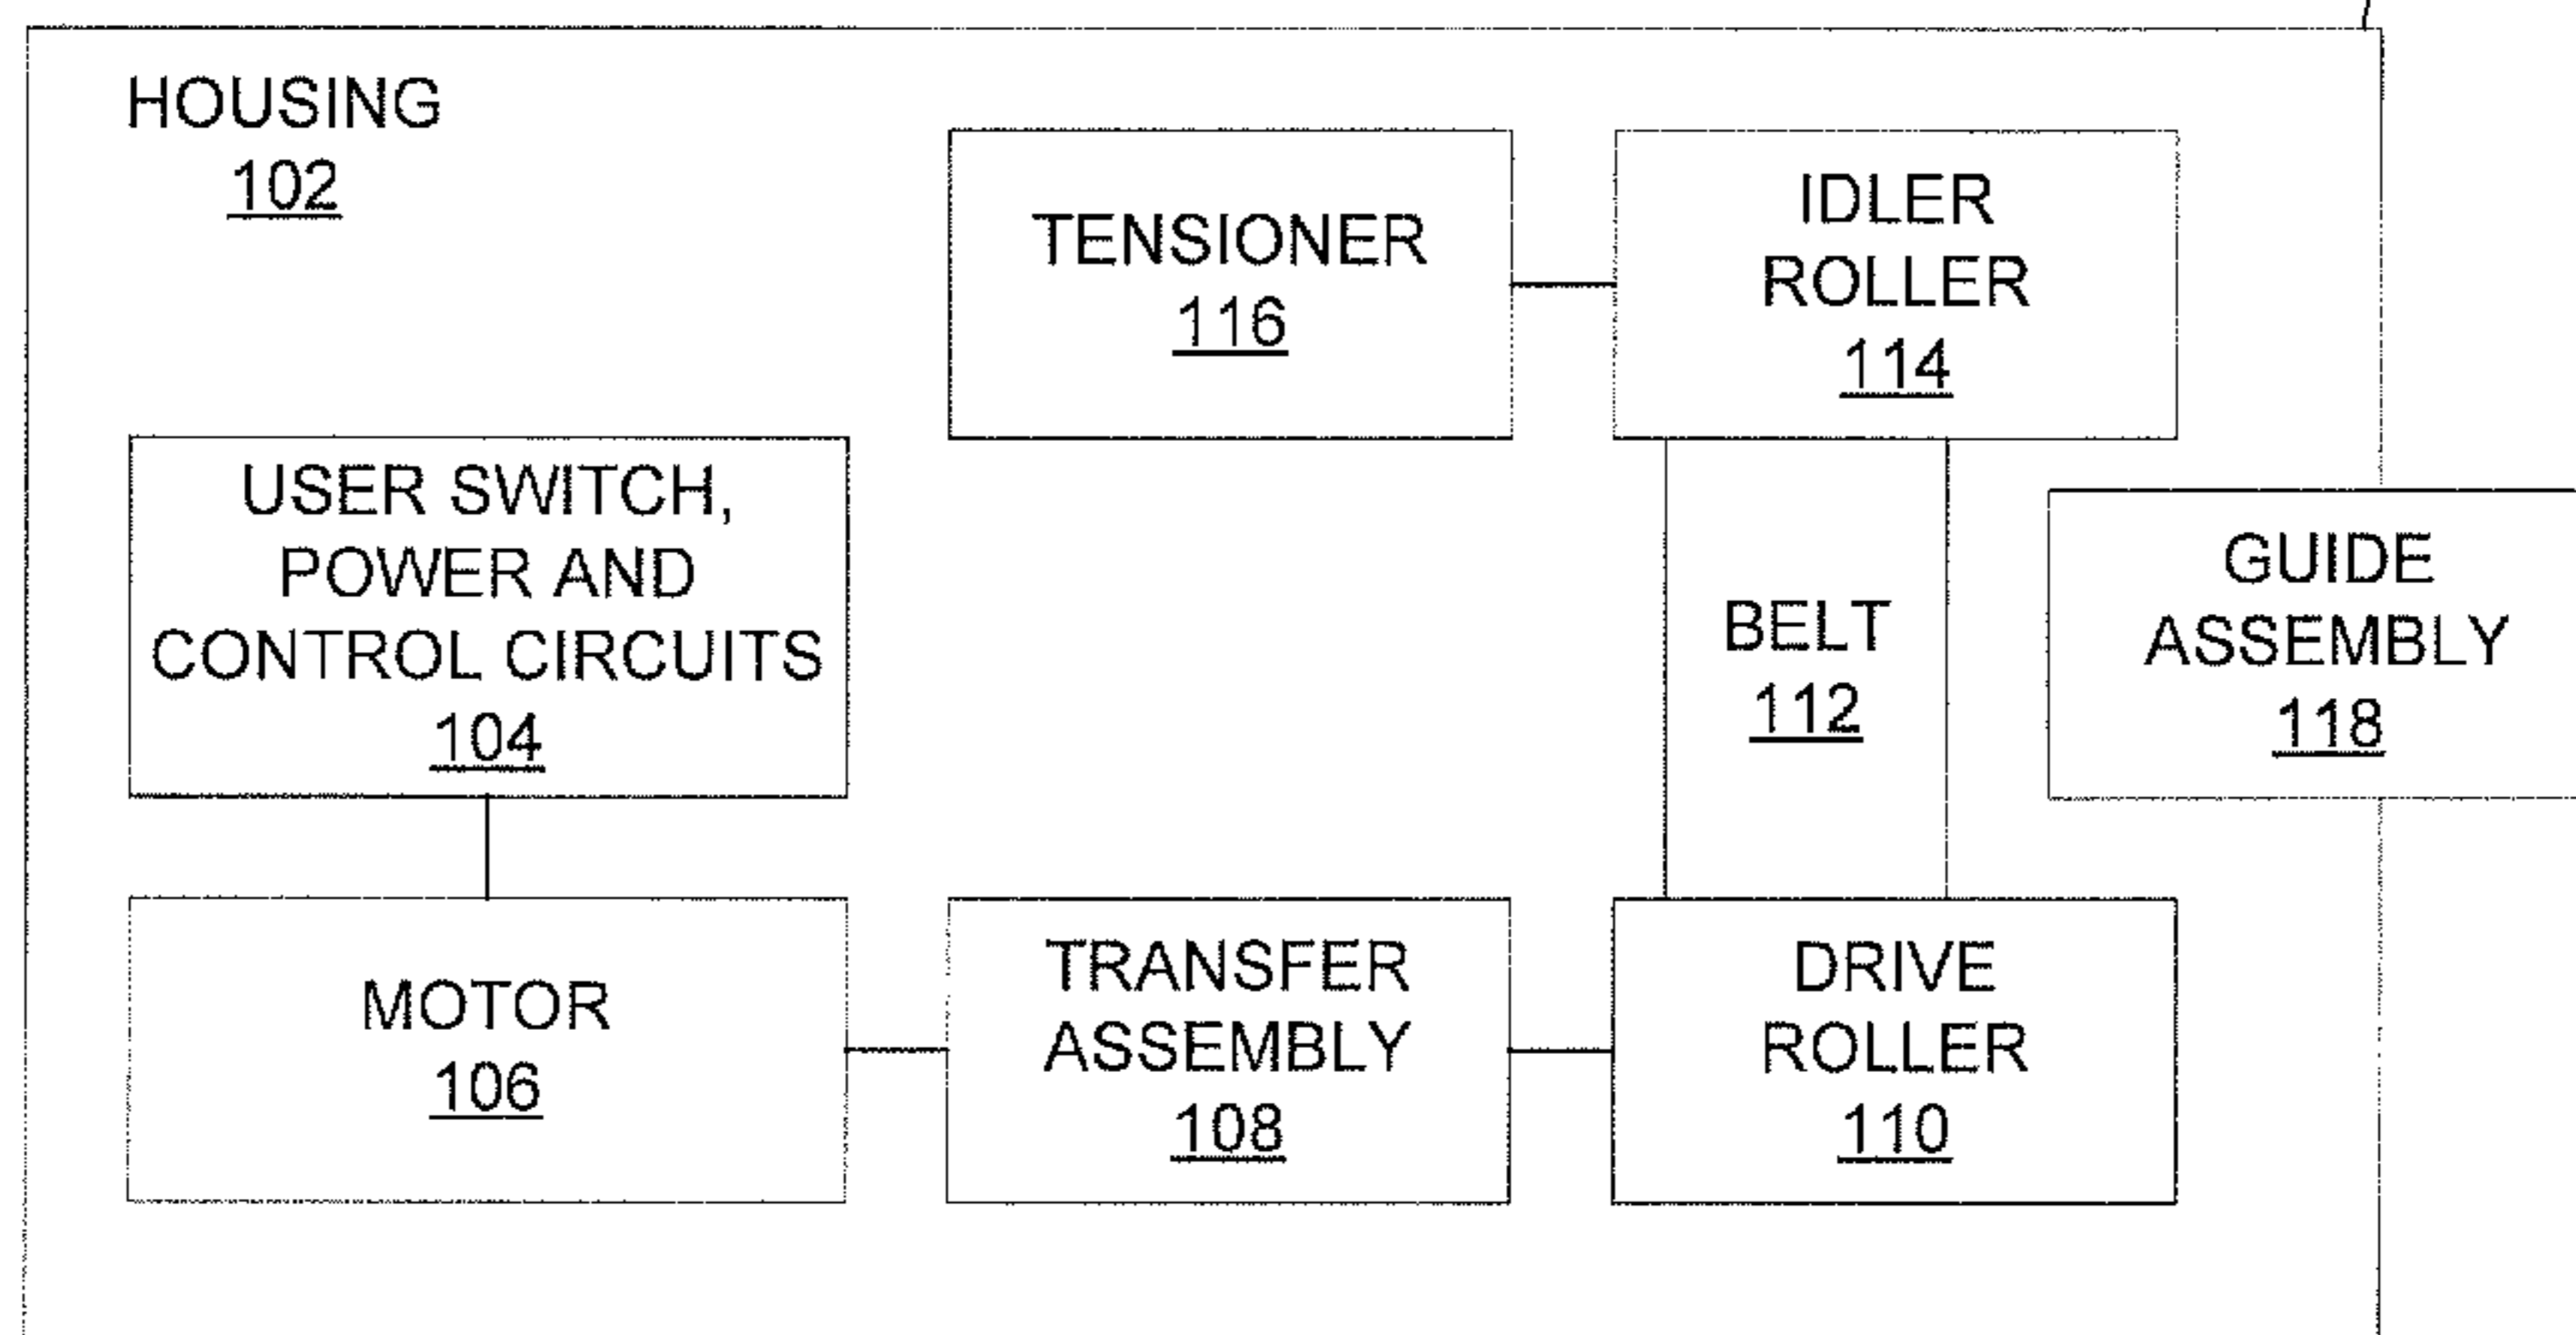 HOUSING
102
TENSIONER
116
IDLER
ROLLER
114
USER SWITCH,
POWER AND
CONTROL CIRCUITS
104
BELT
112
GUIDE
ASSEMBLY
118
MOTOR
106
TRANSFER
ASSEMBLY
108
DRIVE
ROLLER
110